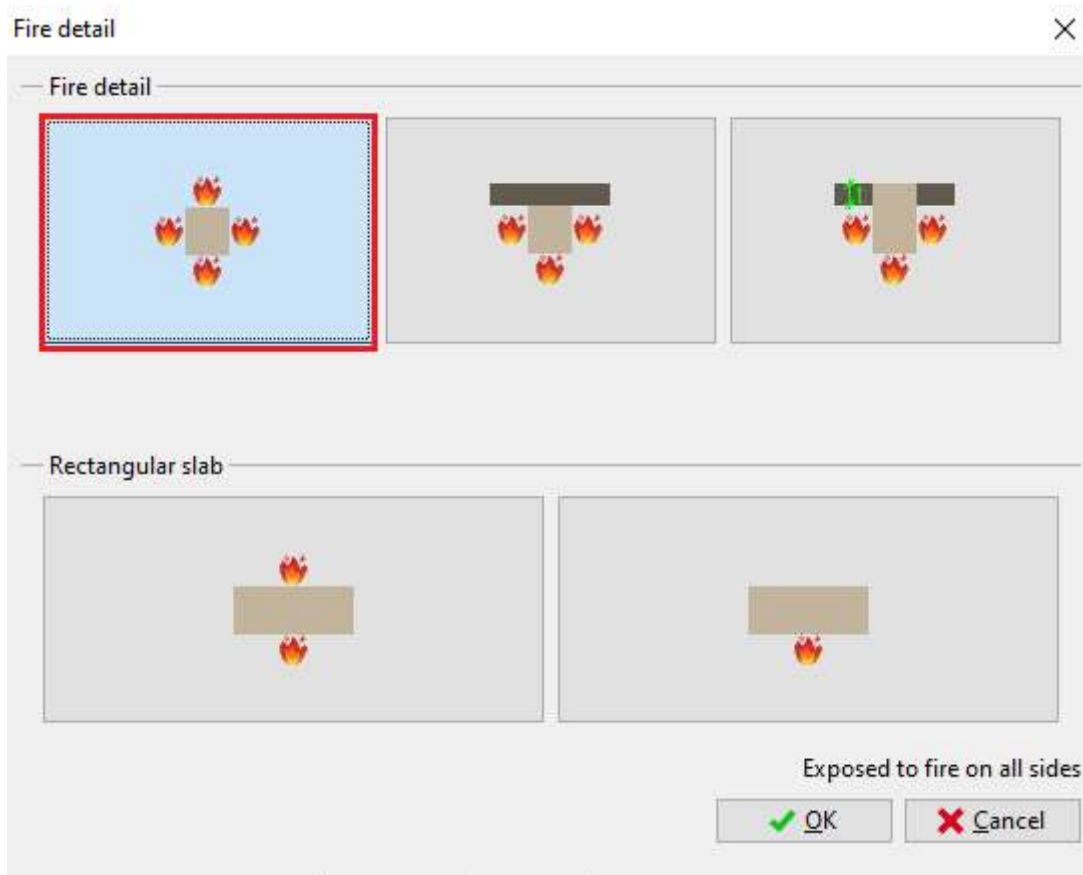 Fire detail
Fire detail
Rectangular slab
Exposed to fire on all sides
OK
Cancel